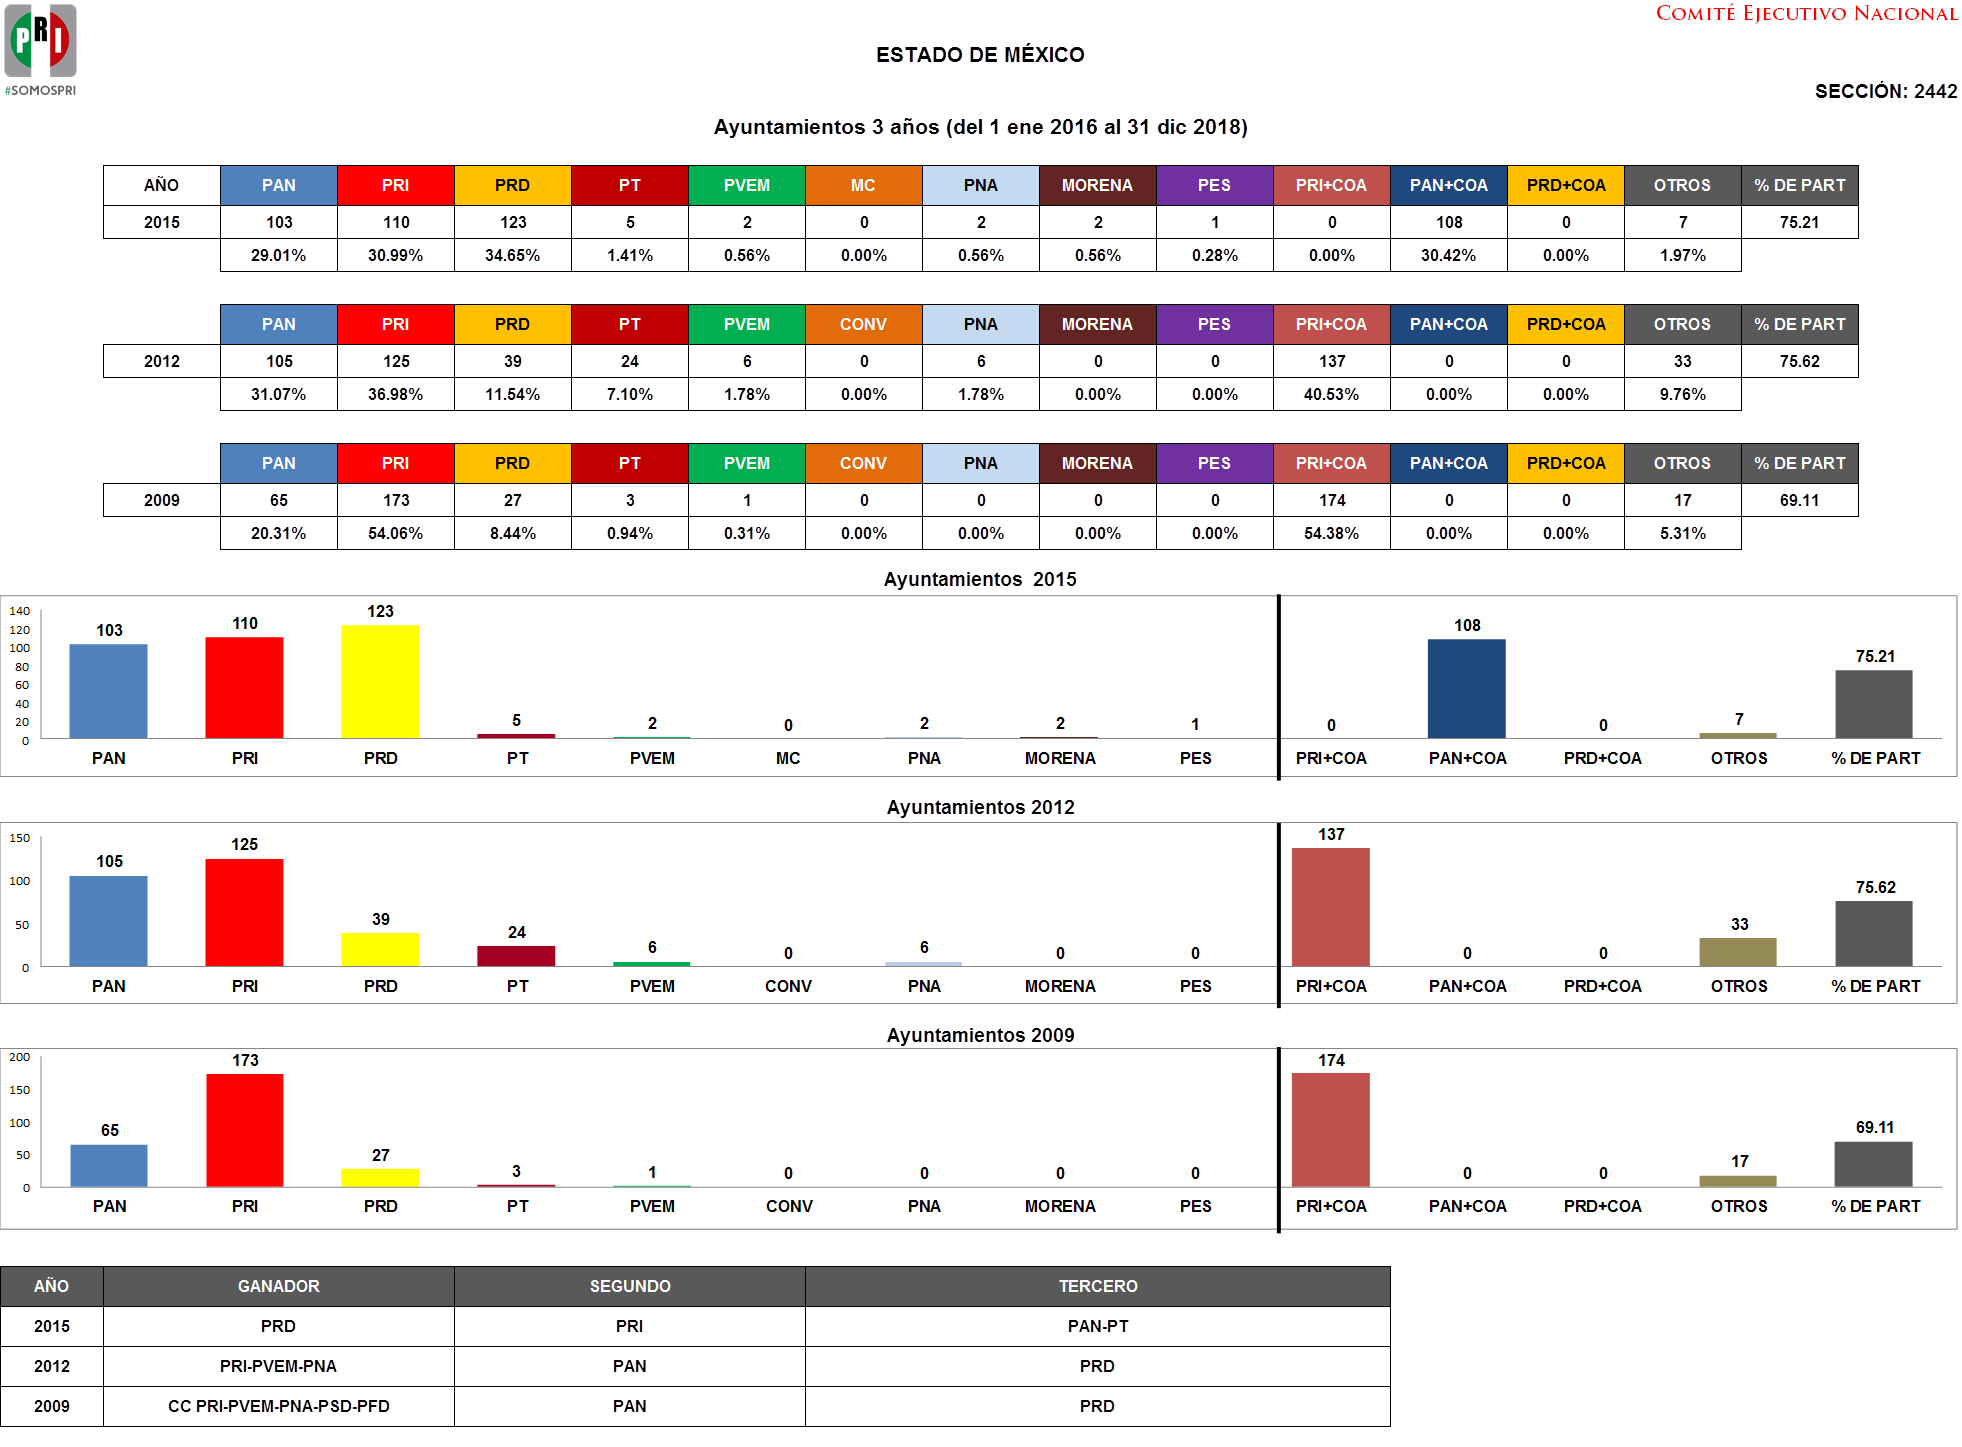 PRI
#SOMOSPRI
COMITÉ EJECUTIVO NACIONAL
ESTADO DE MÉXICO
SECCIÓN: 2442
Ayuntamientos 3 años (del 1 ene 2016 al 31 dic 2018)
AÑO PAN PRI PRD PT PVEM MC PNA MORENA PES PRI+COA PAN+COA PRD+COA OTROS % DE PART
2015 103 110 123 5 2 0 2 2 1 0 108 0 7 75.21
29.01% 30.99% 34.65% 1.41% 0.56% 0.00% 0.56% 0.56% 0.28% 0.00% 30.42% 0.00% 1.97%
PAN PRI PRD PT PVEM CONV PNA MORENA PES PRI+COA PAN+COA PRD+COA OTROS % DE PART
2012 105 125 39 24 6 0 6 0 0 137 0 0 33 75.62
31.07% 36.98% 11.54% 7.10% 1.78% 0.00% 1.78% 0.00% 0.00% 40.53% 0.00% 0.00% 9.76%
PAN PRI PRD PT PVEM CONV PNA MORENA PES PRI+COA PAN+COA PRD+COA OTROS % DE PART
2009 65 173 27 3 1 0 0 0 0 174 0 0 17 69.11
20.31% 54.06% 8.44% 0.94% 0.31% 0.00% 0.00% 0.00% 0.00% 54.38% 0.00% 0.00% 5.31%
Ayuntamientos 2015
140
120
100
80
60
40
20
0
103 110 123 5 2 0 2 2 1 0 108 0 7 75.21
PAN PRI PRD PT PVEM MC PNA MORENA PES PRI+COA PAN+COA PRD+COA OTROS % DE PART
Ayuntamientos 2012
150
100
50
0
105 125 39 24 6 0 6 0 0 137 0 0 33 75.62
PAN PRI PRD PT PVEM CONV PNA MORENA PES PRI+COA PAN+COA PRD+COA OTROS % DE PART
Ayuntamientos 2009
200
150
100
50
0
65 173 27 3 1 0 0 0 0 174 0 0 17 69.11
PAN PRI PRD PT PVEM CONV PNA MORENA PES PRI+COA PAN+COA PRD+COA OTROS % DE PART
AÑO GANADOR SEGUNDO TERCERO
2015 PRD PRI PAN-PT
2012 PRI-PVEM-PNA PAN PRD
2009 CC PRI-PVEM-PNA-PSD-PFD PAN PRD